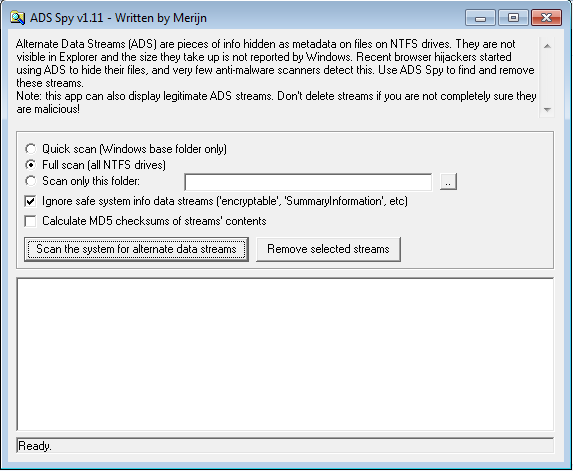 ADS Spy v1.11 - Written by Merijn
Alternate Data Streams (ADS) are pieces of info hidden as metadata on files on NTFS drives. They are not
visible in Explorer and the size they take up is not reported by Windows. Recent browser hijackers started
using ADS to hide their files, and very few anti-malware scanners detect this. Use ADS Spy to find and remove
these streams.
Note: this app can also display legitimate ADS streams. Don't delete streams if you are not completely sure they
are malicious!
Quick scan (Windows base folder only)
Full scan (all NTFS drives)
Scan only this folder:
..
Ignore safe system info data streams ('encryptable', 'SummaryInformation', etc)
Calculate MD5 checksums of streams' contents
Scan the system for alternate data streams
Remove selected streams
Ready.